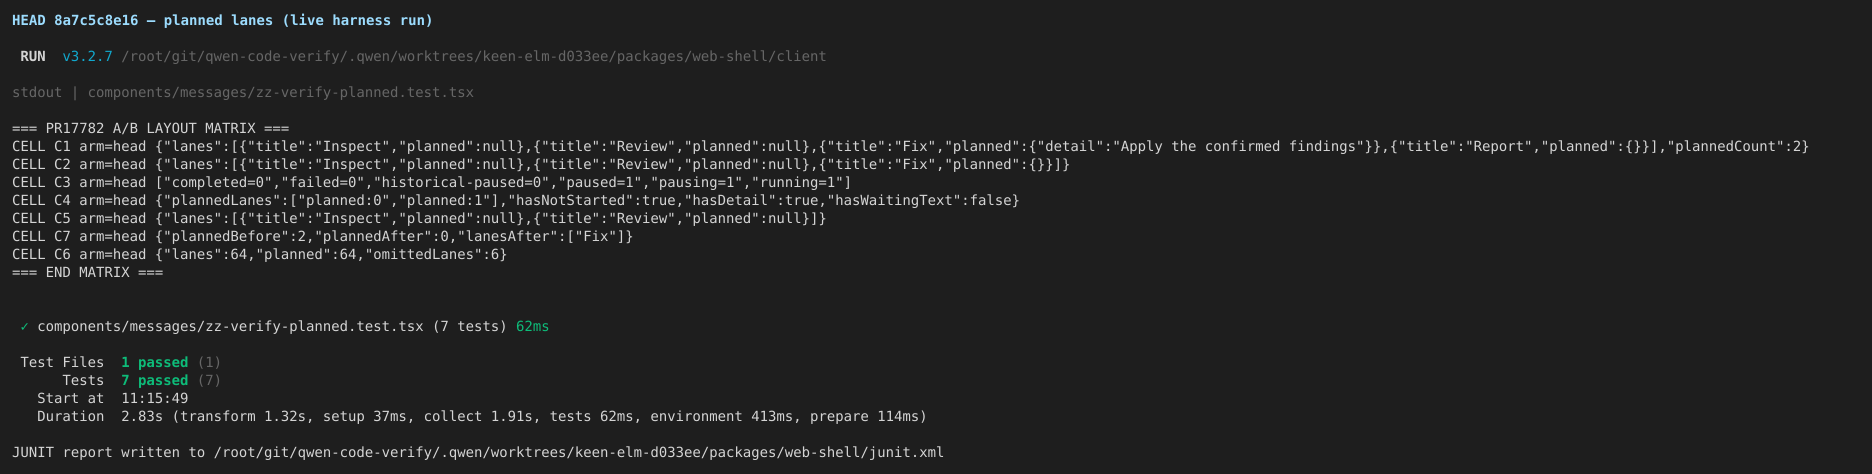 HEAD 8a7c5c8e16 — planned lanes (live harness run)
RUN v3.2.7 /root/git/qwen-code-verify/.qwen/worktrees/keen-elm-d033ee/packages/web-shell/client
stdout | components/messages/zz-verify-planned.test.tsx
=== PR17782 A/B LAYOUT MATRIX ===
CELL C1 arm=head {"lanes":[{"title":"Inspect","planned":null},{"title":"Review","planned":null},{"title":"Fix","planned":{"detail":"Apply the confirmed findings"}},{"title":"Report","planned":{}}],"plannedCount":2}
CELL C2 arm=head {"lanes":[{"title":"Inspect","planned":null},{"title":"Review","planned":null},{"title":"Fix","planned":{}}]}
CELL C3 arm=head ["completed=0","failed=0","historical-paused=0","paused=1","pausing=1","running=1"]
CELL C4 arm=head {"plannedLanes":["planned:0","planned:1"],"hasNotStarted":true,"hasDetail":true,"hasWaitingText":false}
CELL C5 arm=head {"lanes":[{"title":"Inspect","planned":null},{"title":"Review","planned":null}]}
CELL C7 arm=head {"plannedBefore":2,"plannedAfter":0,"lanesAfter":["Fix"]}
CELL C6 arm=head {"lanes":64,"planned":64,"omittedLanes":6}
=== END MATRIX ===
✓ components/messages/zz-verify-planned.test.tsx (7 tests) 62ms
Test Files 1 passed (1)
Tests 7 passed (7)
Start at 11:15:49
Duration 2.83s (transform 1.32s, setup 37ms, collect 1.91s, tests 62ms, environment 413ms, prepare 114ms)
JUNIT report written to /root/git/qwen-code-verify/.qwen/worktrees/keen-elm-d033ee/packages/web-shell/junit.xml